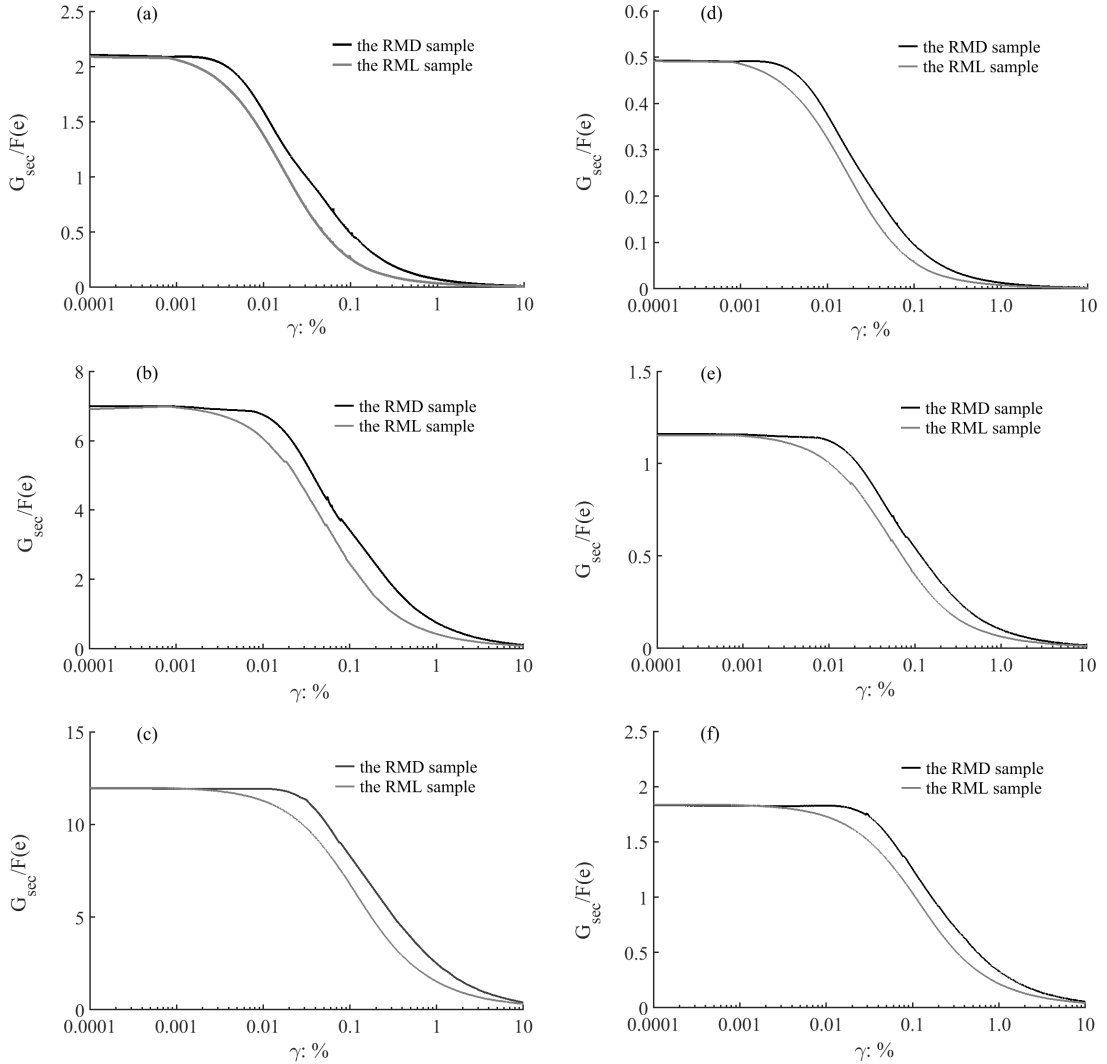 (a)
2.5
2
1.5
1
0.5
0
G_sec/F(e)
the RMD sample
the RML sample
0.0001 0.001 0.01 0.1 1 10
γ: %
(d)
0.6
0.5
0.4
0.3
0.2
0.1
0
G_sec/F(e)
the RMD sample
the RML sample
0.0001 0.001 0.01 0.1 1.0 10
γ: %
(b)
8
6
4
2
0
G_sec/F(e)
the RMD sample
the RML sample
0.0001 0.001 0.01 0.1 1 10
γ: %
(e)
1.5
1
0.5
0
G_sec/F(e)
the RMD sample
the RML sample
0.0001 0.001 0.01 0.1 1.0 10
γ: %
(c)
15
10
5
0
G_sec/F(e)
the RMD sample
the RML sample
0.0001 0.001 0.01 0.1 1 10
γ: %
(f)
2.5
2
1.5
1
0.5
0
G_sec/F(e)
the RMD sample
the RML sample
0.0001 0.001 0.01 0.1 1.0 10
γ: %